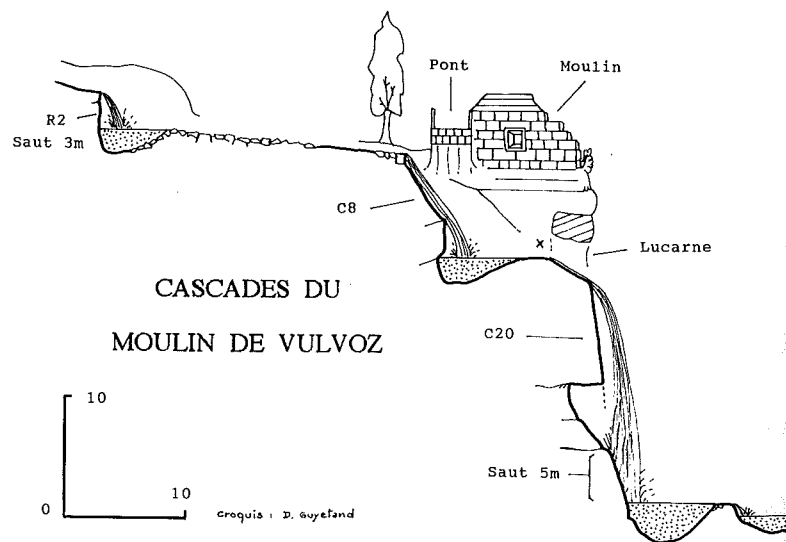 Pont
Moulin
R2
Saut 3m
C8
Lucarne
x
CASCADES DU
MOULIN DE VULVOZ
C20
10
Saut 5m
0
10
Croquis : D. Guyetand